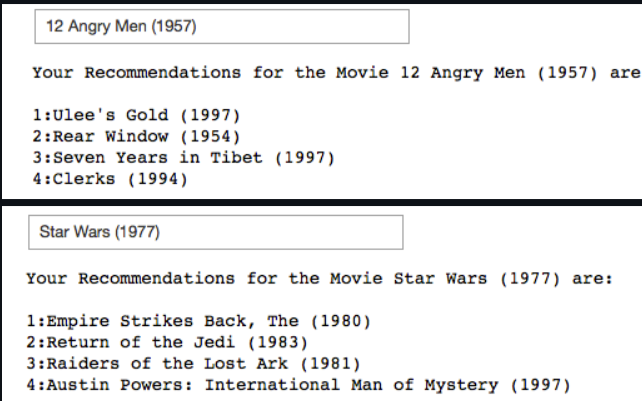 12 Angry Men (1957)
Your Recommendations for the Movie 12 Angry Men (1957) are
1:Ulee's Gold (1997)
2:Rear Window (1954)
3:Seven Years in Tibet (1997)
4:Clerks (1994)
Star Wars (1977)
Your Recommendations for the Movie Star Wars (1977) are:
1:Empire Strikes Back, The (1980)
2:Return of the Jedi (1983)
3:Raiders of the Lost Ark (1981)
4:Austin Powers: International Man of Mystery (1997)